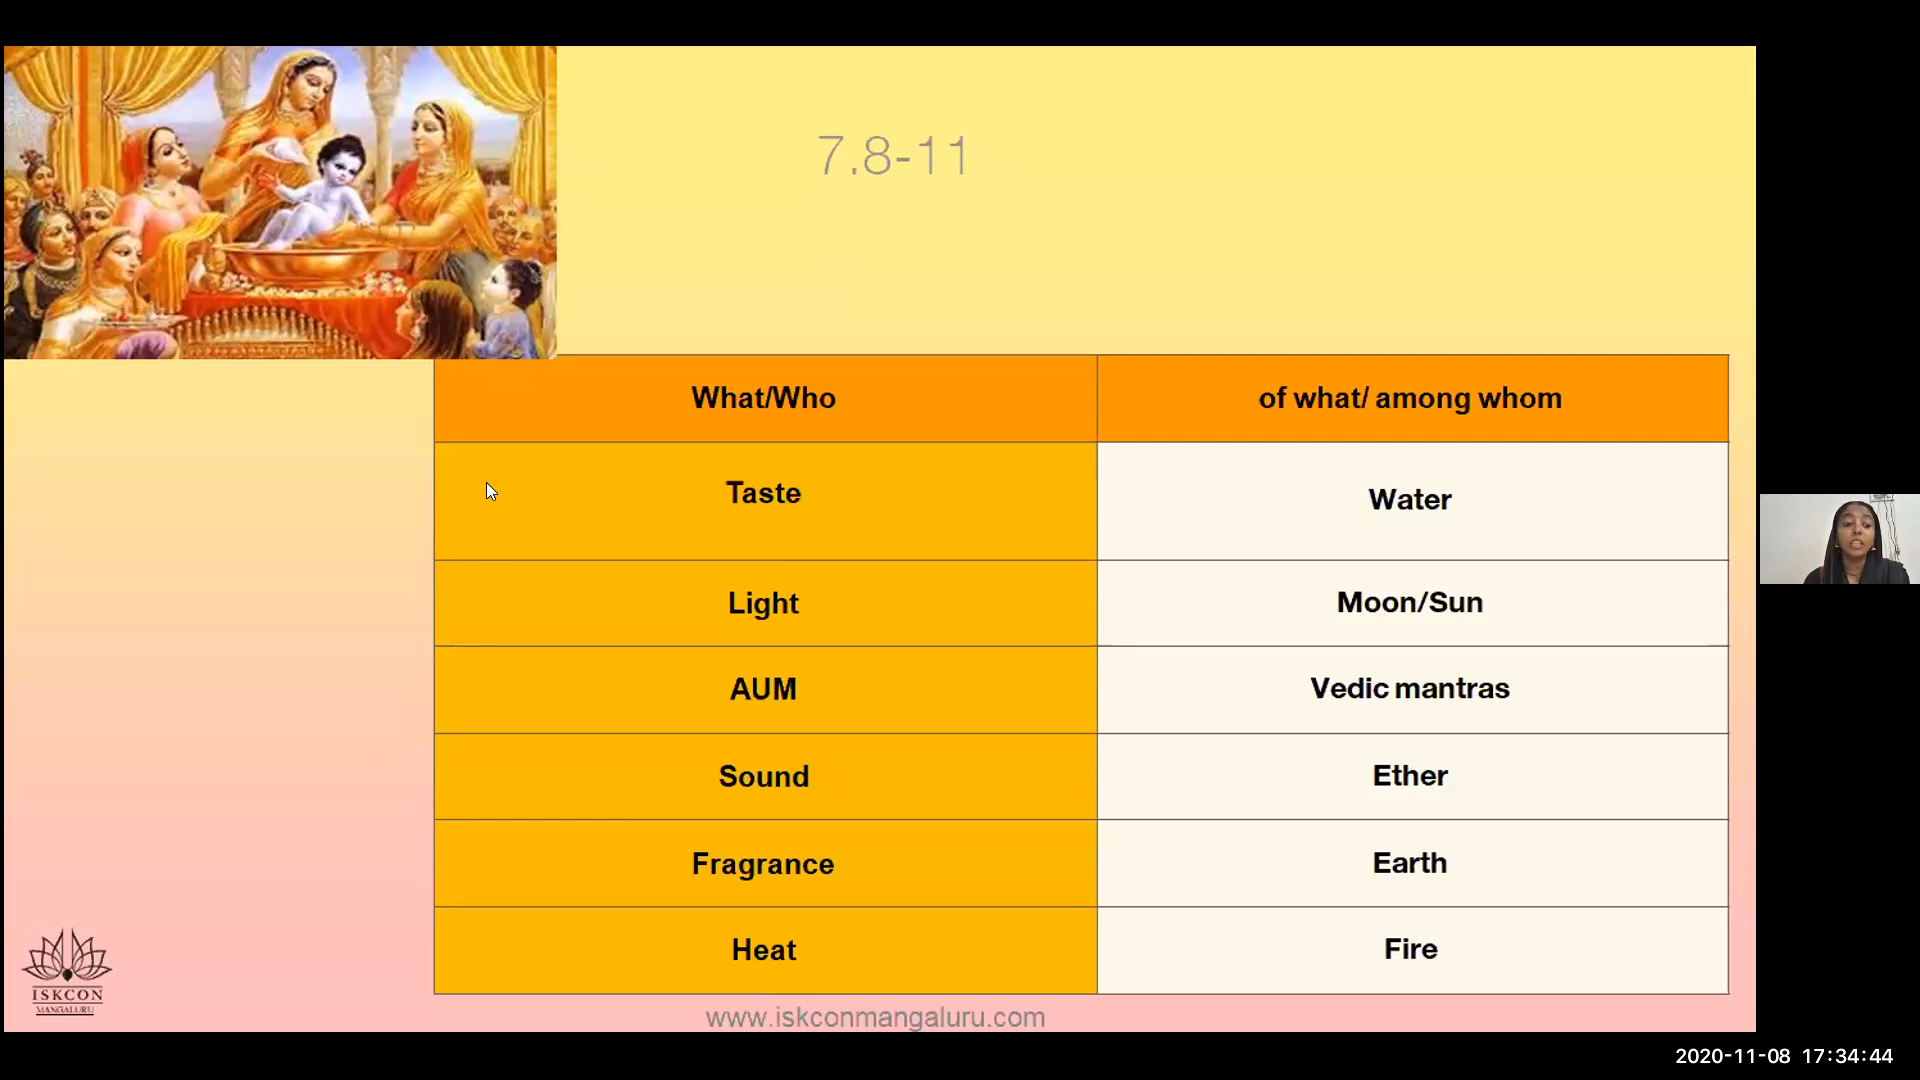 7.8-11
What/Who
of what/ among whom
Taste
Water
Light
Moon/Sun
AUM
Vedic mantras
Sound
Ether
Fragrance
Earth
Heat
Fire
ISKCON
MANGALURU
www.iskconmangaluru.com
2020-11-08 17:34:44